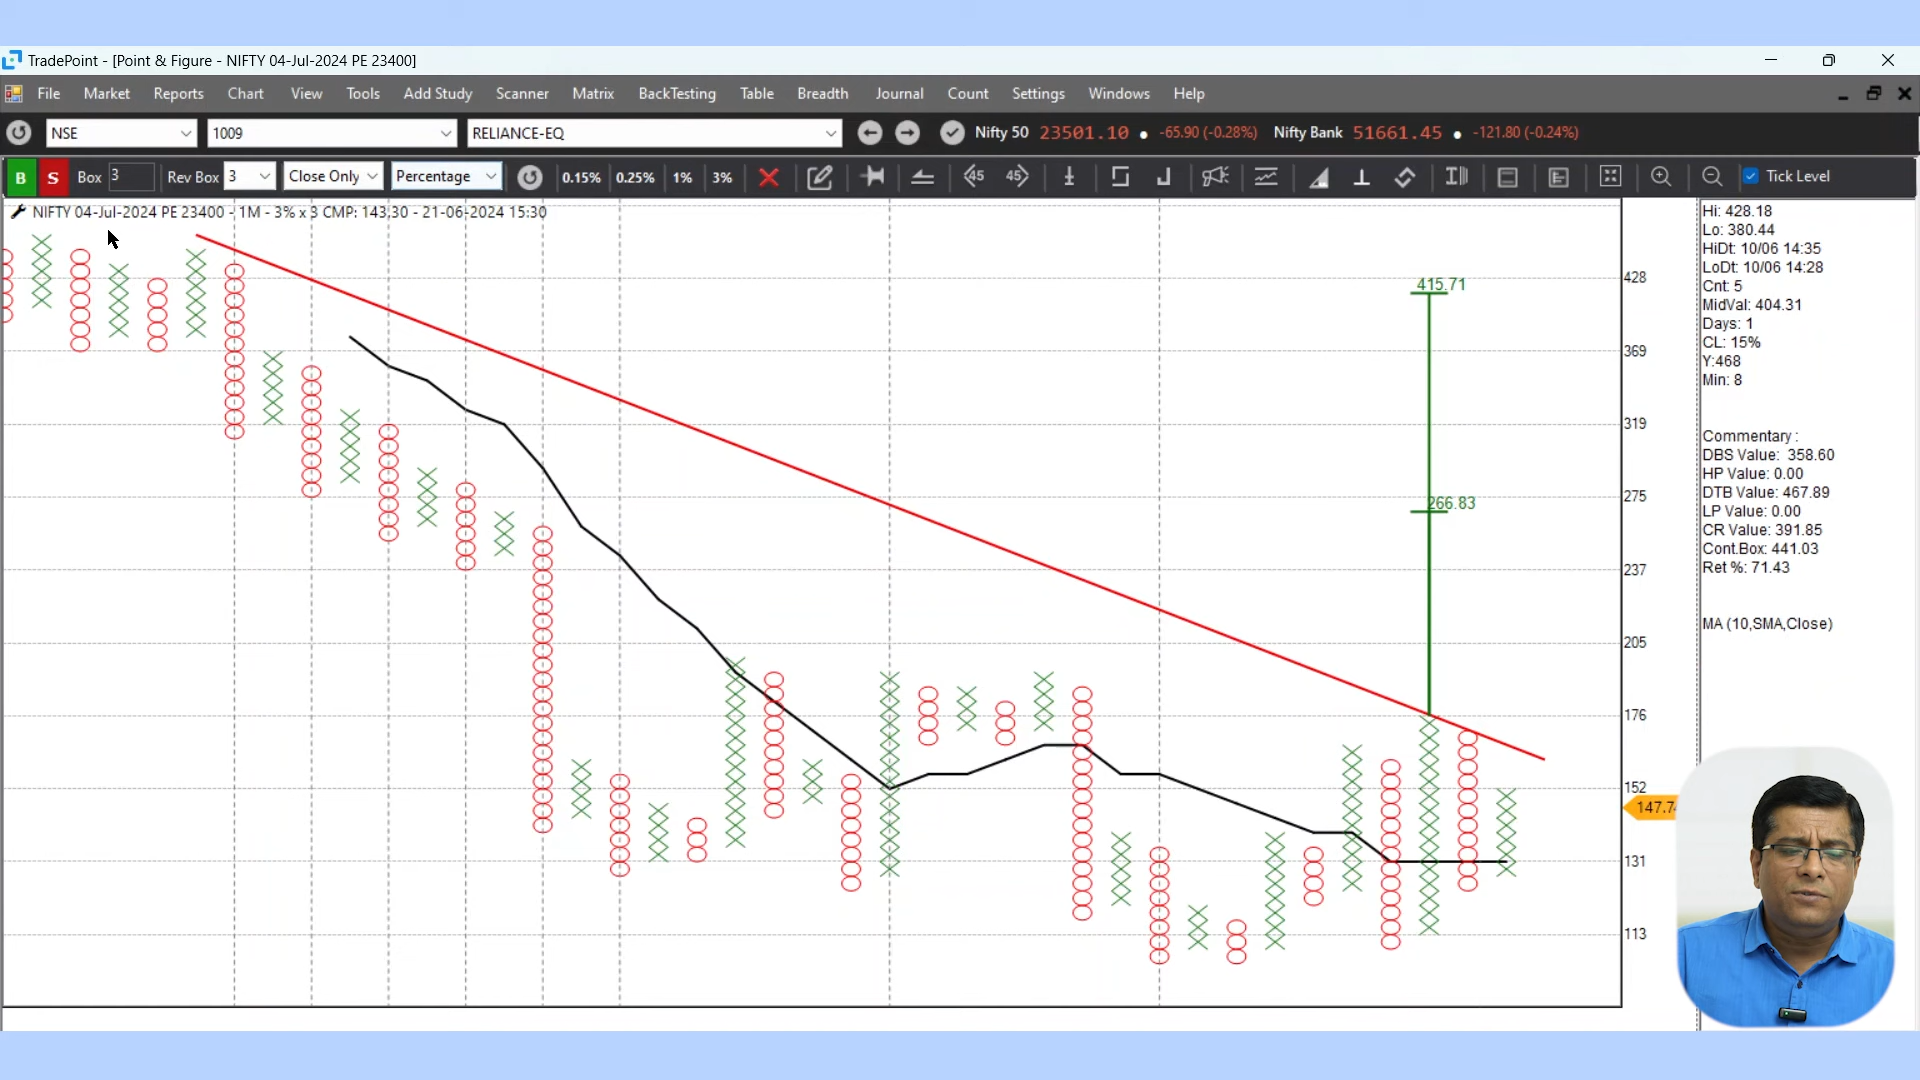 TradePoint - [Point & Figure - NIFTY 04-Jul-2024 PE 23400]
File Market Reports Chart View Tools Add Study Scanner Matrix BackTesting Table Breadth Journal Count Settings Windows Help
NSE 1009 RELIANCE-EQ Nifty 50 23501.10 -65.90 (-0.28%) Nifty Bank 51661.45 -121.80 (-0.24%)
B S Box 3 Rev Box 3 Close Only Percentage 0.15% 0.25% 1% 3% 45 45 Tick Level
NIFTY 04-Jul-2024 PE 23400 - 1M - 3% x 3 CMP: 143.30 - 21-06-2024 15:30
415.71
266.83
428
369
319
275
237
205
176
152
147.7
131
113
Hi: 428.18
Lo: 380.44
HiDt: 10/06 14:35
LoDt: 10/06 14:28
Cnt: 5
MidVal: 404.31
Days: 1
CL: 15%
Y:468
Min: 8
Commentary :
DBS Value: 358.60
HP Value: 0.00
DTB Value: 467.89
LP Value: 0.00
CR Value: 391.85
Cont.Box: 441.03
Ret %: 71.43
MA (10,SMA,Close)